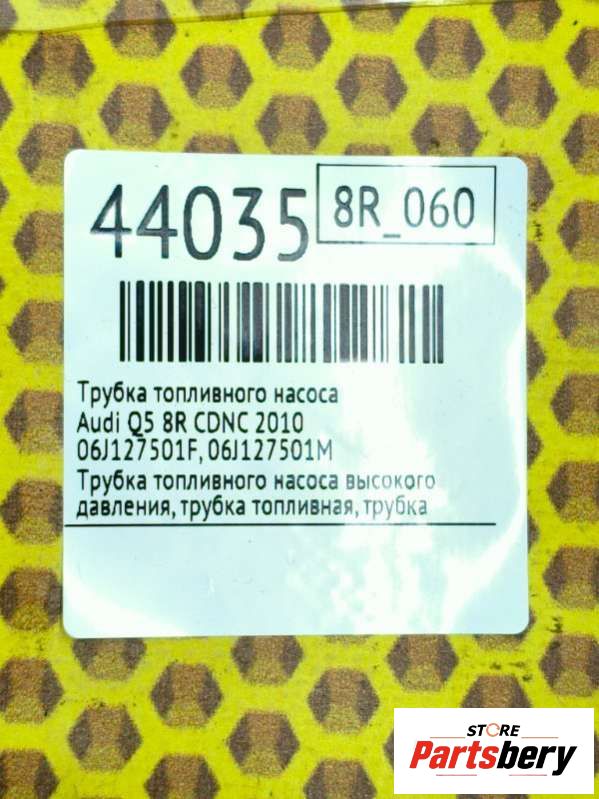 44035
8R_060
Трубка топливного насоса
Audi Q5 8R CDNC 2010
06J127501F, 06J127501M
Трубка топливного насоса высокого
давления, трубка топливная, трубка
STORE
Partsbery